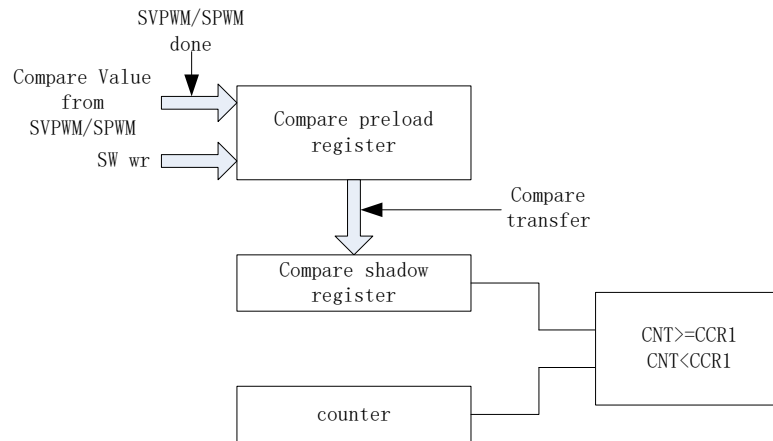 SVPWM/SPWM
done
Compare Value
from
SVPWM/SPWM
SW wr
Compare preload
register
Compare
transfer
Compare shadow
register
CNT>=CCR1
CNT<CCR1
counter